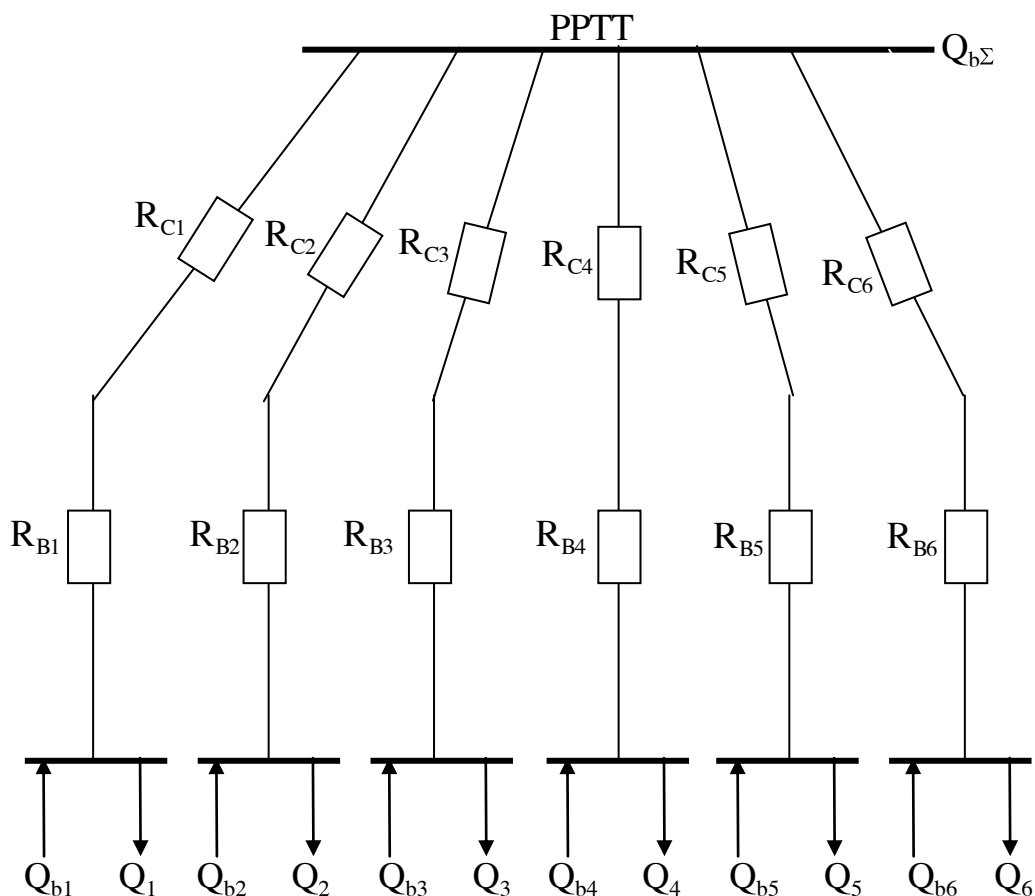 PPTT
Q_bΣ
R_C1
R_C2
R_C3
R_C4
R_C5
R_C6
R_B1
R_B2
R_B3
R_B4
R_B5
R_B6
Q_b1 Q_1 Q_b2 Q_2 Q_b3 Q_3 Q_b4 Q_4 Q_b5 Q_5 Q_b6 Q_6